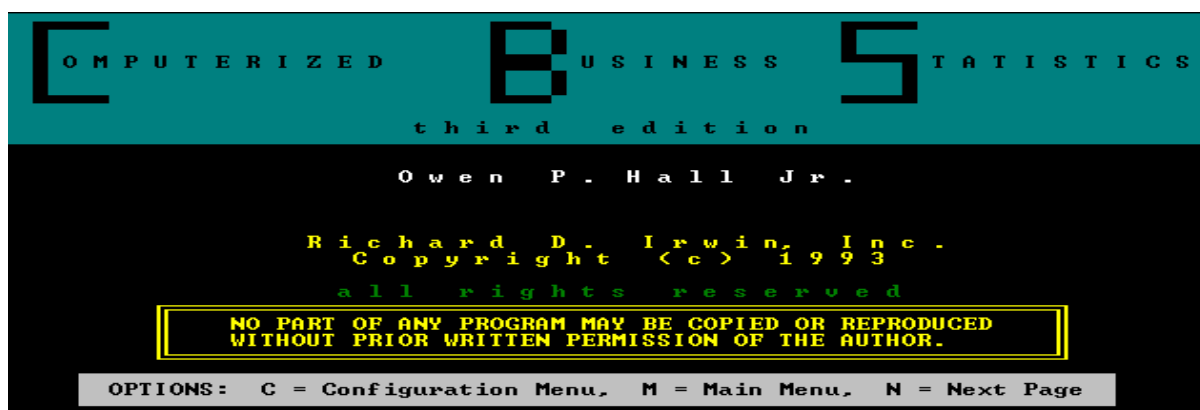 COMPUTERIZED BUSINESS STATISTICS
third edition
Owen P. Hall Jr.
Richard D. Irwin, Inc.
Copyright (c) 1993
all rights reserved
NO PART OF ANY PROGRAM MAY BE COPIED OR REPRODUCED
WITHOUT PRIOR WRITTEN PERMISSION OF THE AUTHOR.
OPTIONS: C = Configuration Menu, M = Main Menu, N = Next Page